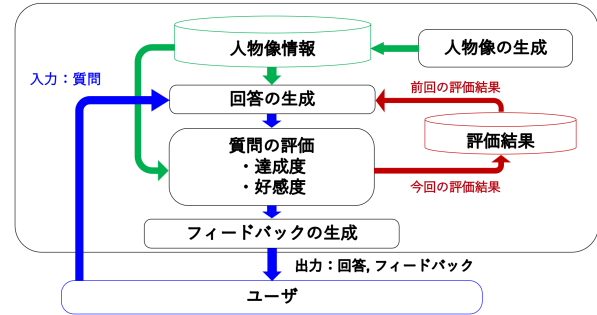 人物像情報
人物像の生成
入力：質問
前回の評価結果
回答の生成
評価結果
質問の評価
・達成度
・好感度
今回の評価結果
フィードバックの生成
出力：回答, フィードバック
ユーザ